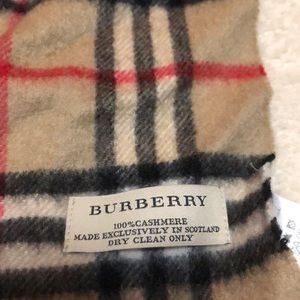 BURBERRY
100% CASHMERE
MADE EXCLUSIVELY IN SCOTLAND
DRY CLEAN ONLY